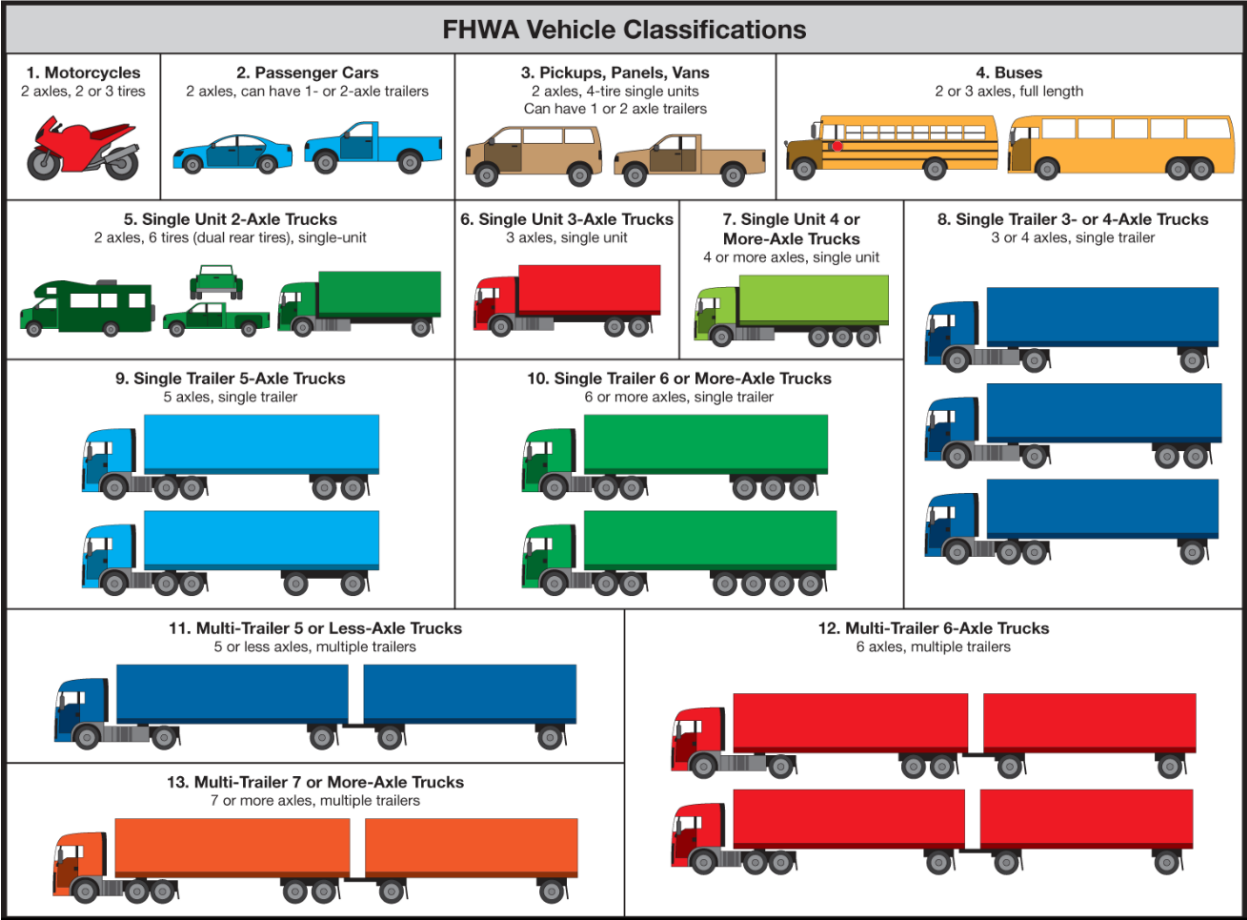 FHWA Vehicle Classifications
1. Motorcycles
2 axles, 2 or 3 tires
2. Passenger Cars
2 axles, can have 1- or 2-axle trailers
3. Pickups, Panels, Vans
2 axles, 4-tire single units
Can have 1 or 2 axle trailers
4. Buses
2 or 3 axles, full length
5. Single Unit 2-Axle Trucks
2 axles, 6 tires (dual rear tires), single-unit
6. Single Unit 3-Axle Trucks
3 axles, single unit
7. Single Unit 4 or
More-Axle Trucks
4 or more axles, single unit
8. Single Trailer 3- or 4-Axle Trucks
3 or 4 axles, single trailer
9. Single Trailer 5-Axle Trucks
5 axles, single trailer
10. Single Trailer 6 or More-Axle Trucks
6 or more axles, single trailer
11. Multi-Trailer 5 or Less-Axle Trucks
5 or less axles, multiple trailers
12. Multi-Trailer 6-Axle Trucks
6 axles, multiple trailers
13. Multi-Trailer 7 or More-Axle Trucks
7 or more axles, multiple trailers